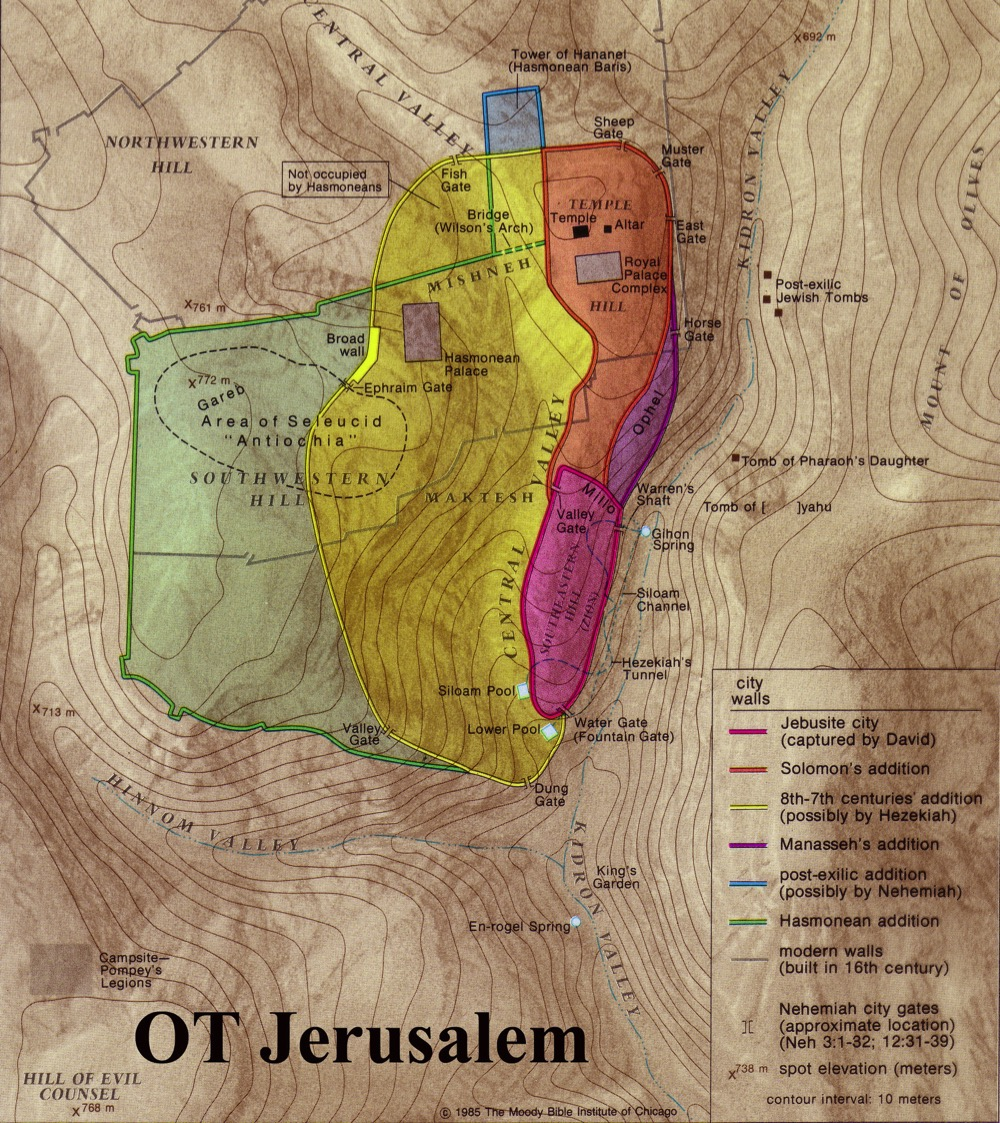 CENTRAL VALLEY
692 m
Tower of Hananel
(Hasmonean Baris)
NORTHWESTERN
HILL
Sheep
Gate
Muster
Gate
Not occupied
by Hasmoneans
Fish
Gate
KIDRON VALLEY
MOUNT OF OLIVES
TEMPLE
Temple
Altar
Bridge
(Wilson's Arch)
East
Gate
MISHNEH
Royal
Palace
Complex
HILL
Post-exilic
Jewish Tombs
x761 m
Horse
Gate
Broad
wall
Hasmonean
Palace
Ephraim Gate
x772 m
Gareb
Area of Seleucid
"Antiochia"
Ophel
SOUTHWESTERN
HILL
MAKTESH
CENTRAL VALLEY
Tomb of Pharaoh's Daughter
Millo
Warren's
Shaft
Tomb of [ ]yahu
Valley
Gate
Gihon
Spring
SOUTHEASTERN
HILL
(ZION)
Siloam
Channel
Hezekiah's
Tunnel
Siloam Pool
x713 m
Valley
Gate
Lower Pool
Water Gate
(Fountain Gate)
Dung
Gate
HINNOM VALLEY
KIDRON VALLEY
King's
Garden
En-rogel Spring
Campsite—
Pompey's
Legions
OT Jerusalem
HILL OF EVIL
COUNSEL
x768 m
© 1985 The Moody Bible Institute of Chicago
city
walls
Jebusite city
(captured by David)
Solomon's addition
8th-7th centuries' addition
(possibly by Hezekiah)
Manasseh's addition
post-exilic addition
(possibly by Nehemiah)
Hasmonean addition
modern walls
(built in 16th century)
Nehemiah city gates
(approximate location)
(Neh 3:1-32; 12:31-39)
x738 m spot elevation (meters)
contour interval: 10 meters